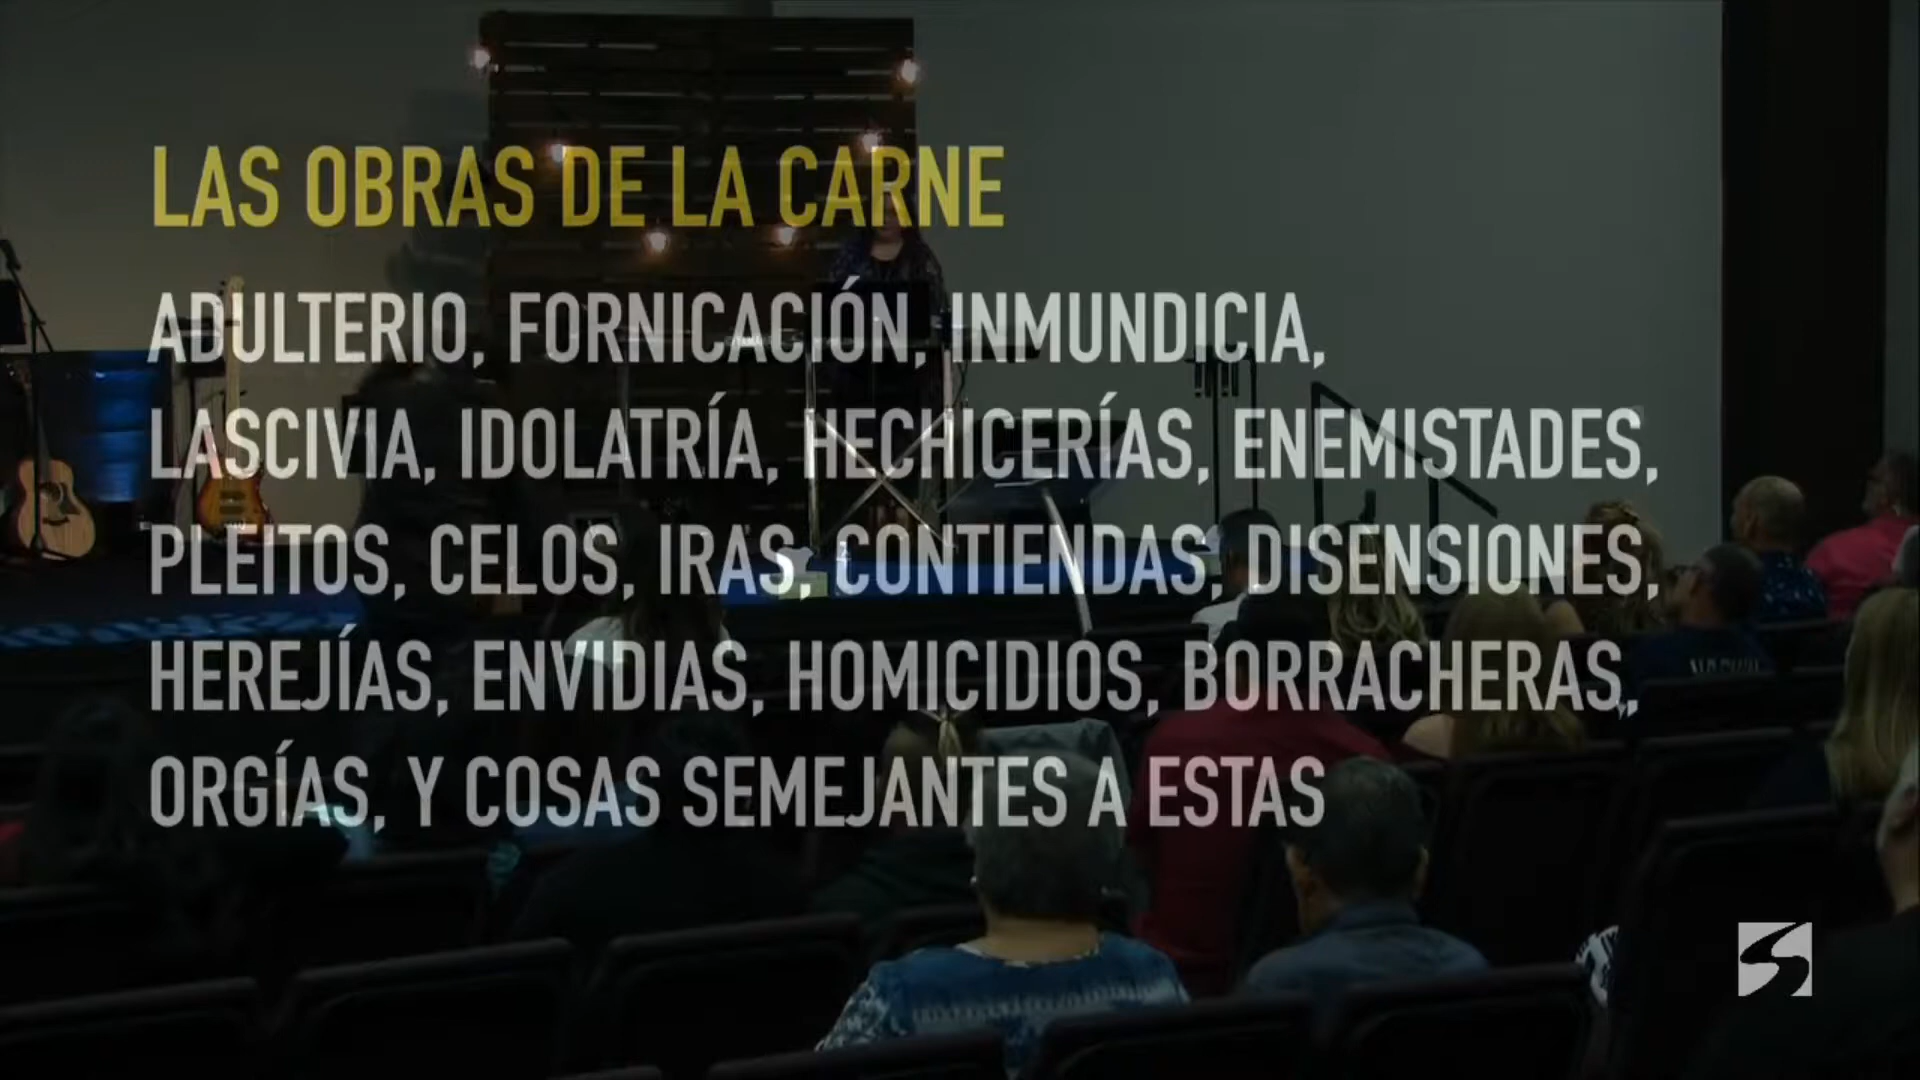 LAS OBRAS DE LA CARNE
ADULTERIO, FORNICACIÓN, INMUNDICIA,
LASCIVIA, IDOLATRÍA, HECHICERÍAS, ENEMISTADES,
PLEITOS, CELOS, IRAS, CONTIENDAS, DISENSIONES,
HEREJÍAS, ENVIDIAS, HOMICIDIOS, BORRACHERAS,
ORGÍAS, Y COSAS SEMEJANTES A ESTAS